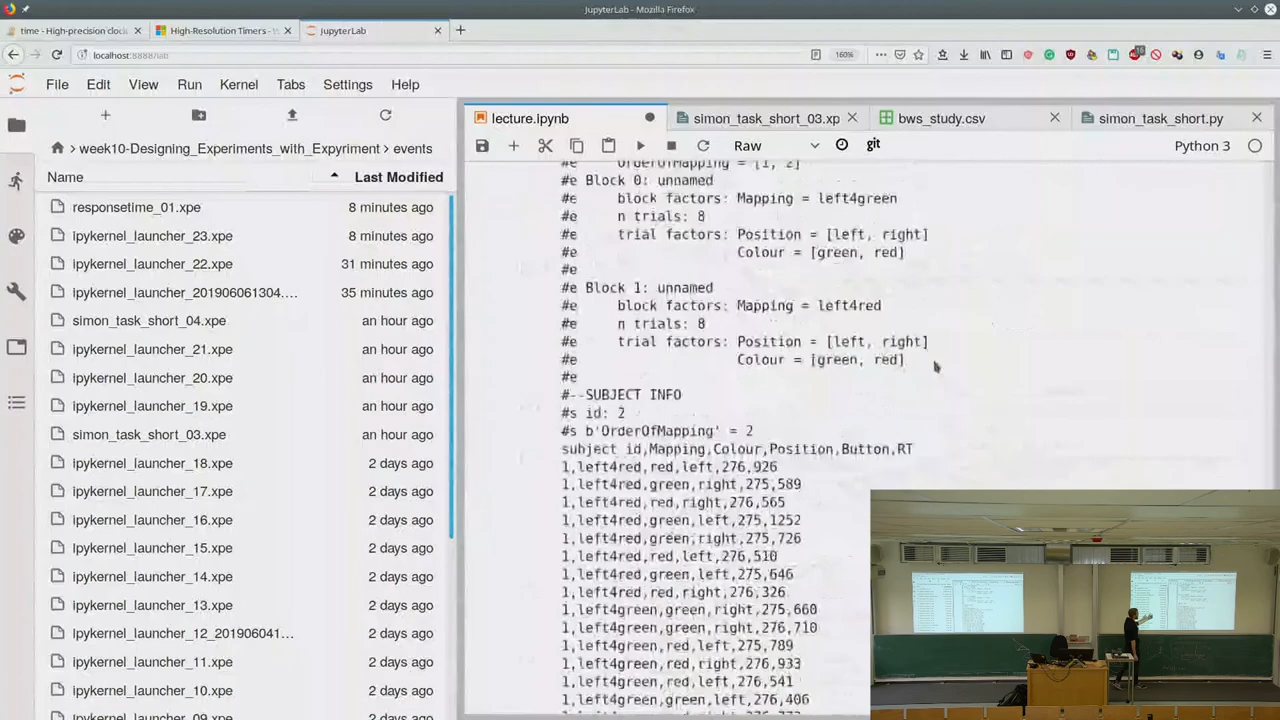 JupyterLab - Mozilla Firefox
time - High-precision cloc
High-Resolution Timers - W
JupyterLab
localhost:8888/lab
160%
16
File Edit View Run Kernel Tabs Settings Help
lecture.ipynb
simon_task_short_03.xp
bws_study.csv
simon_task_short.py
week10-Designing_Experiments_with_Expyriment / events
Raw
git
Python 3
Name
Last Modified
responsetime_01.xpe 8 minutes ago
ipykernel_launcher_23.xpe 8 minutes ago
ipykernel_launcher_22.xpe 31 minutes ago
ipykernel_launcher_201906061304.... 35 minutes ago
simon_task_short_04.xpe an hour ago
ipykernel_launcher_21.xpe an hour ago
ipykernel_launcher_20.xpe an hour ago
ipykernel_launcher_19.xpe an hour ago
simon_task_short_03.xpe an hour ago
ipykernel_launcher_18.xpe 2 days ago
ipykernel_launcher_17.xpe 2 days ago
ipykernel_launcher_16.xpe 2 days ago
ipykernel_launcher_15.xpe 2 days ago
ipykernel_launcher_14.xpe 2 days ago
ipykernel_launcher_13.xpe 2 days ago
ipykernel_launcher_12_201906041... 2 days ago
ipykernel_launcher_11.xpe 2 days ago
ipykernel_launcher_10.xpe 2 days ago
ipykernel_launcher_09.xpe 2 days ago
#e OrderOfMapping = [1, 2]
#e Block 0: unnamed
#e block factors: Mapping = left4green
#e n trials: 8
#e trial factors: Position = [left, right]
#e Colour = [green, red]
#e
#e Block 1: unnamed
#e block factors: Mapping = left4red
#e n trials: 8
#e trial factors: Position = [left, right]
#e Colour = [green, red]
#e
#--SUBJECT INFO
#s id: 2
#s b'OrderOfMapping' = 2
subject_id,Mapping,Colour,Position,Button,RT
1,left4red,red,left,276,926
1,left4red,green,right,275,589
1,left4red,red,right,276,565
1,left4red,green,left,275,1252
1,left4red,green,right,275,726
1,left4red,red,left,276,510
1,left4red,green,left,275,646
1,left4red,red,right,276,326
1,left4green,green,right,275,660
1,left4green,green,right,276,710
1,left4green,red,left,275,789
1,left4green,red,right,276,933
1,left4green,red,left,276,541
1,left4green,green,left,276,406